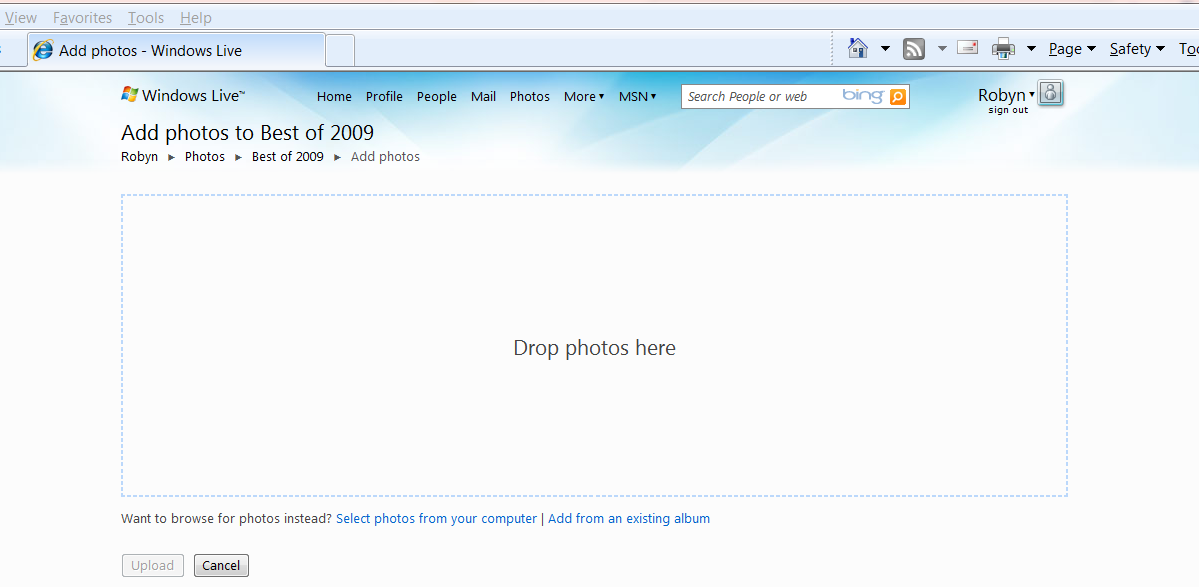 View Favorites Tools Help
Add photos - Windows Live
Page Safety
Windows Live™ Home Profile People Mail Photos More MSN Search People or web bing Robyn
sign out
Add photos to Best of 2009
Robyn ▸ Photos ▸ Best of 2009 ▸ Add photos
Drop photos here
Want to browse for photos instead? Select photos from your computer | Add from an existing album
Upload Cancel